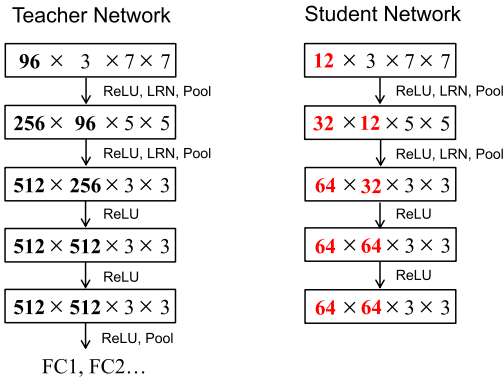 Teacher Network
96 × 3 × 7 × 7
ReLU, LRN, Pool
256 × 96 × 5 × 5
ReLU, LRN, Pool
512 × 256 × 3 × 3
ReLU
512 × 512 × 3 × 3
ReLU
512 × 512 × 3 × 3
ReLU, Pool
FC1, FC2…
Student Network
12 × 3 × 7 × 7
ReLU, LRN, Pool
32 × 12 × 5 × 5
ReLU, LRN, Pool
64 × 32 × 3 × 3
ReLU
64 × 64 × 3 × 3
ReLU
64 × 64 × 3 × 3